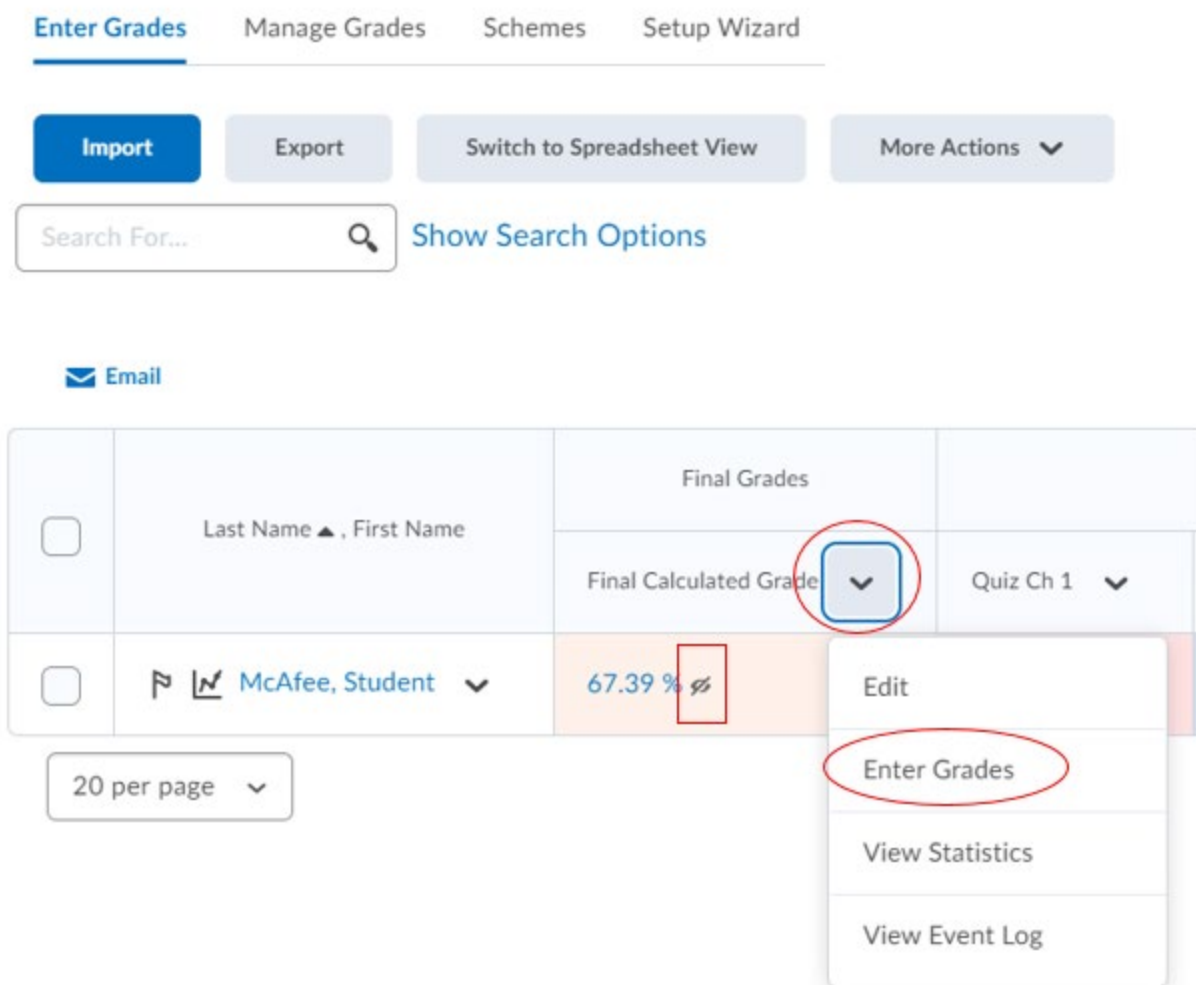 Enter Grades Manage Grades Schemes Setup Wizard
Import Export Switch to Spreadsheet View More Actions
Search For... Show Search Options
Email
Final Grades
Last Name ▲ , First Name
Final Calculated Grade Quiz Ch 1
McAfee, Student 67.39 %
Edit
Enter Grades
20 per page
View Statistics
View Event Log